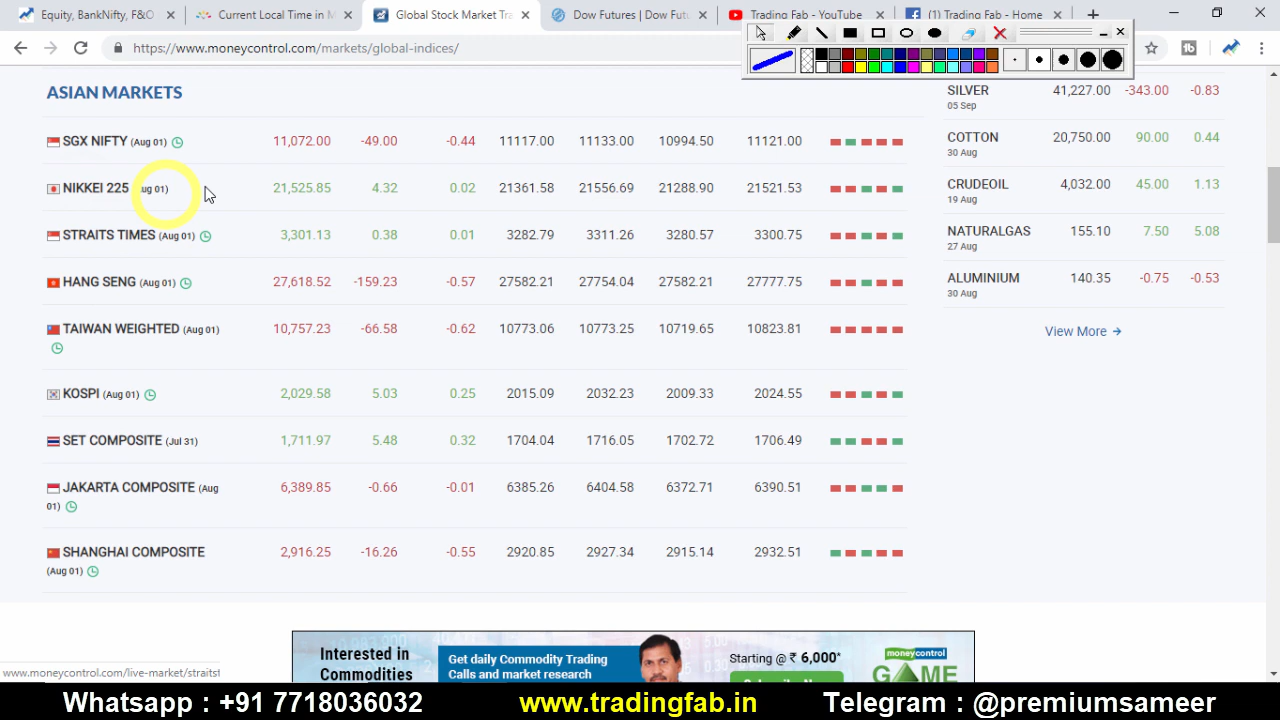 Equity, BankNifty, F&O
Current Local Time in M
Global Stock Market Tra
Dow Futures | Dow Futu
Trading Fab - YouTube
(1) Trading Fab - Home
https://www.moneycontrol.com/markets/global-indices/
ASIAN MARKETS
SGX NIFTY (Aug 01) 11,072.00 -49.00 -0.44 11117.00 11133.00 10994.50 11121.00
NIKKEI 225 (Aug 01) 21,525.85 4.32 0.02 21361.58 21556.69 21288.90 21521.53
STRAITS TIMES (Aug 01) 3,301.13 0.38 0.01 3282.79 3311.26 3280.57 3300.75
HANG SENG (Aug 01) 27,618.52 -159.23 -0.57 27582.21 27754.04 27582.21 27777.75
TAIWAN WEIGHTED (Aug 01) 10,757.23 -66.58 -0.62 10773.06 10773.25 10719.65 10823.81
KOSPI (Aug 01) 2,029.58 5.03 0.25 2015.09 2032.23 2009.33 2024.55
SET COMPOSITE (Jul 31) 1,711.97 5.48 0.32 1704.04 1716.05 1702.72 1706.49
JAKARTA COMPOSITE (Aug 6,389.85 -0.66 -0.01 6385.26 6404.58 6372.71 6390.51
01)
SHANGHAI COMPOSITE 2,916.25 -16.26 -0.55 2920.85 2927.34 2915.14 2932.51
(Aug 01)
SILVER 41,227.00 -343.00 -0.83
05 Sep
COTTON 20,750.00 90.00 0.44
30 Aug
CRUDEOIL 4,032.00 45.00 1.13
19 Aug
NATURALGAS 155.10 7.50 5.08
27 Aug
ALUMINIUM 140.35 -0.75 -0.53
30 Aug
View More
Interested in
Commodities
Get daily Commodity Trading
Calls and market research
Starting @ ₹ 6,000*
moneycontrol
GAME
www.moneycontrol.com/live-market/straitst
Whatsapp : +91 7718036032 www.tradingfab.in Telegram : @premiumsameer